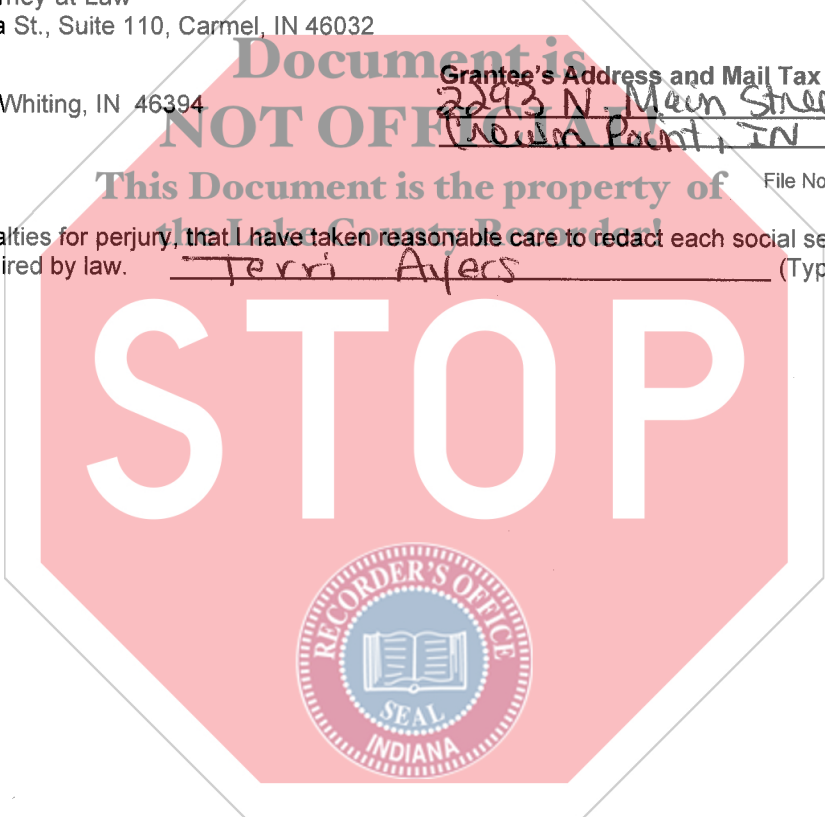 rney at Law
a St., Suite 110, Carmel, IN 46032
Document is
Grantee's Address and Mail Tax
Whiting, IN 46394
2293 N. Main Stree
NOT OFFICIAL!
Crown Point, IN
This Document is the property of
File No
the Lake County Recorder!
alties for perjury, that I have taken reasonable care to redact each social se
ired by law. Terri Ayers (Typ
STOP
RECORDER'S OFFICE
SEAL
INDIANA